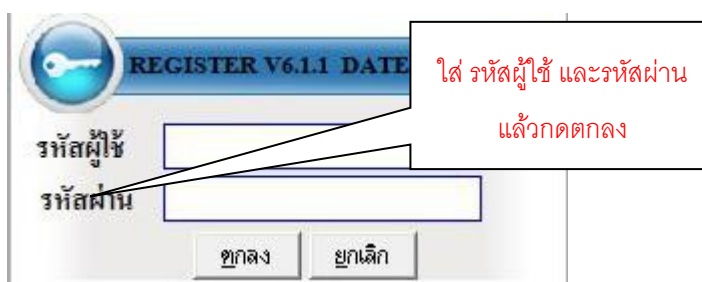 REGISTER V6.1.1 DATE
ใส่ รหัสผู้ใช้ และรหัสผ่าน
แล้วกดตกลง
รหัสผู้ใช้
รหัสผ่าน
ตกลง ยกเลิก